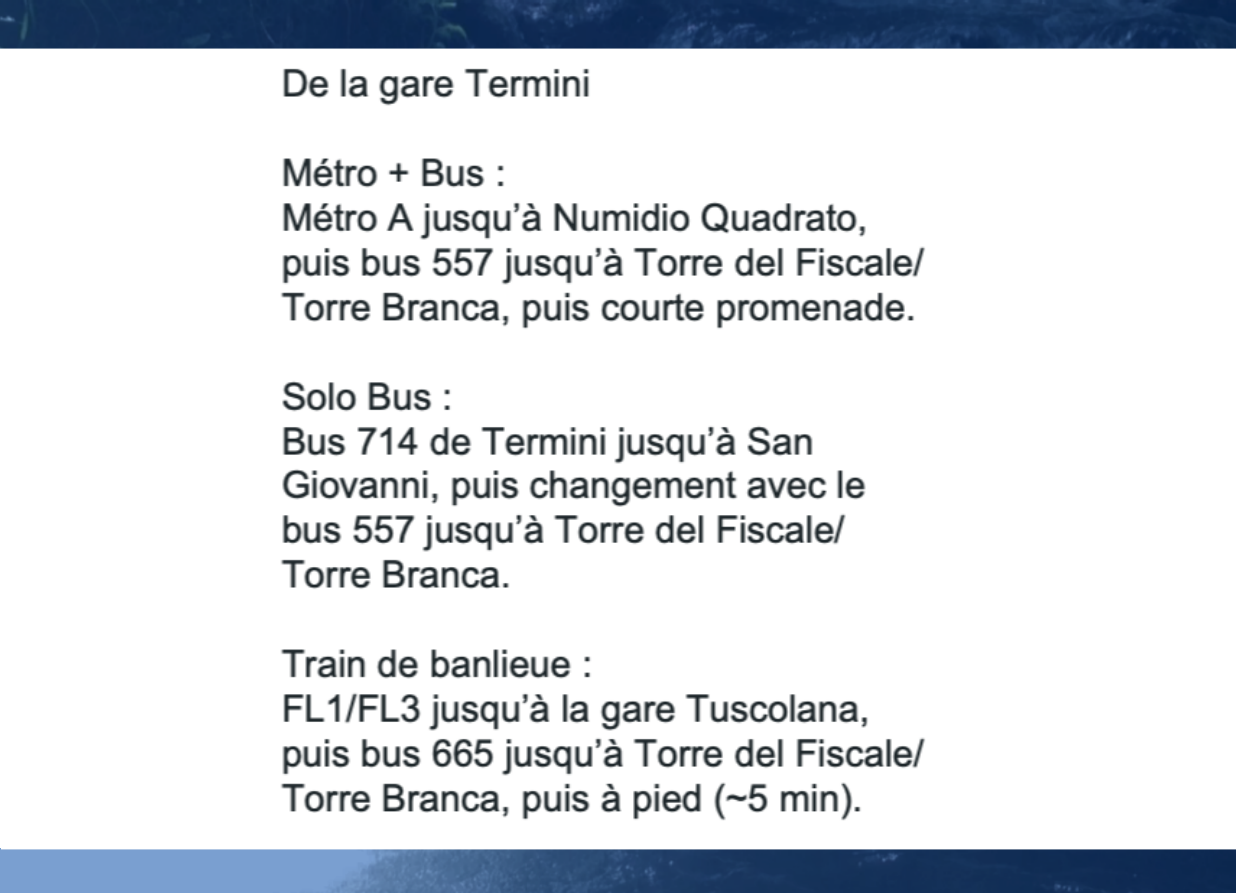 De la gare Termini
Métro + Bus :
Métro A jusqu’à Numidio Quadrato,
puis bus 557 jusqu’à Torre del Fiscale/
Torre Branca, puis courte promenade.
Solo Bus :
Bus 714 de Termini jusqu’à San
Giovanni, puis changement avec le
bus 557 jusqu’à Torre del Fiscale/
Torre Branca.
Train de banlieue :
FL1/FL3 jusqu’à la gare Tuscolana,
puis bus 665 jusqu’à Torre del Fiscale/
Torre Branca, puis à pied (~5 min).